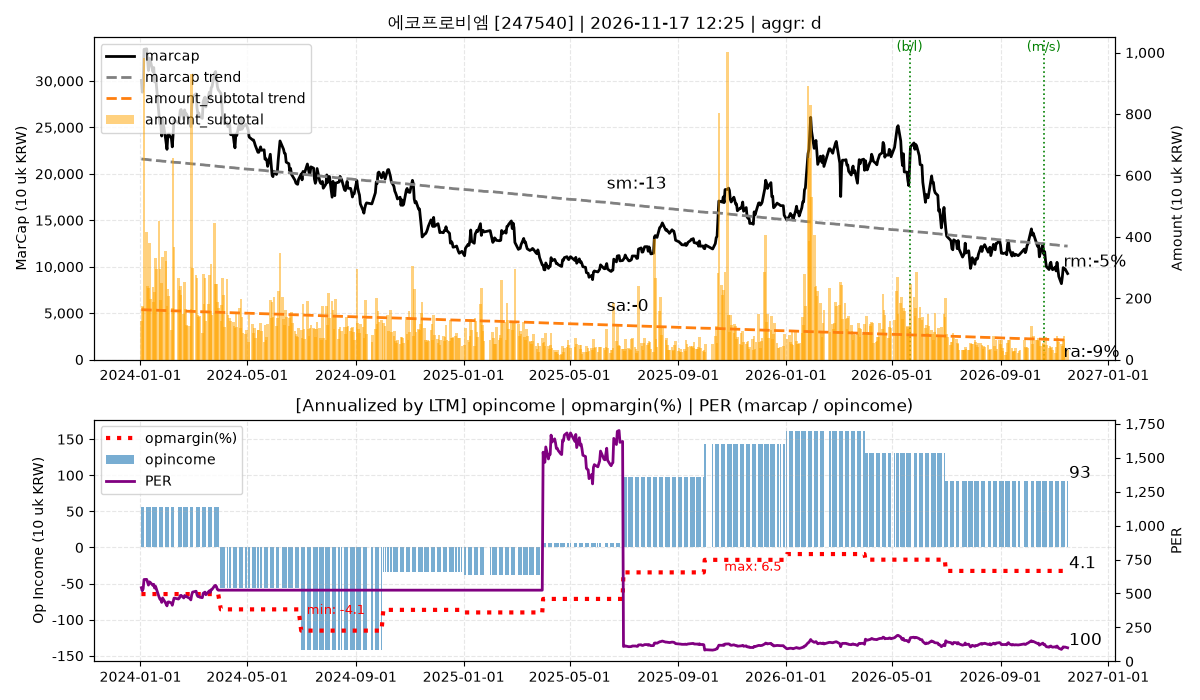 에코프로비엠 [247540] | 2026-11-17 12:25 | aggr: d
marcap
marcap trend
amount_subtotal trend
amount_subtotal
(b/l)
(m/s)
MarCap (10 uk KRW)
30,000
25,000
20,000
15,000
10,000
5,000
0
1,000
800
600
400
200
0
Amount (10 uk KRW)
sm:-13
sa:-0
rm:-5%
ra:-9%
2024-01-01 2024-05-01 2024-09-01 2025-01-01 2025-05-01 2025-09-01 2026-01-01 2026-05-01 2026-09-01 2027-01-01
[Annualized by LTM] opincome | opmargin(%) | PER (marcap / opincome)
opmargin(%)
opincome
PER
Op Income (10 uk KRW)
150
100
50
0
-50
-100
-150
1,750
1,500
1,250
1,000
750
500
250
0
PER
93
4.1
100
max: 6.5
min: -4.1
2024-01-01 2024-05-01 2024-09-01 2025-01-01 2025-05-01 2025-09-01 2026-01-01 2026-05-01 2026-09-01 2027-01-01